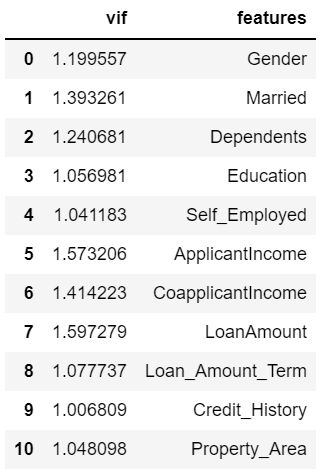 vif features
0 1.199557 Gender
1 1.393261 Married
2 1.240681 Dependents
3 1.056981 Education
4 1.041183 Self_Employed
5 1.573206 ApplicantIncome
6 1.414223 CoapplicantIncome
7 1.597279 LoanAmount
8 1.077737 Loan_Amount_Term
9 1.006809 Credit_History
10 1.048098 Property_Area